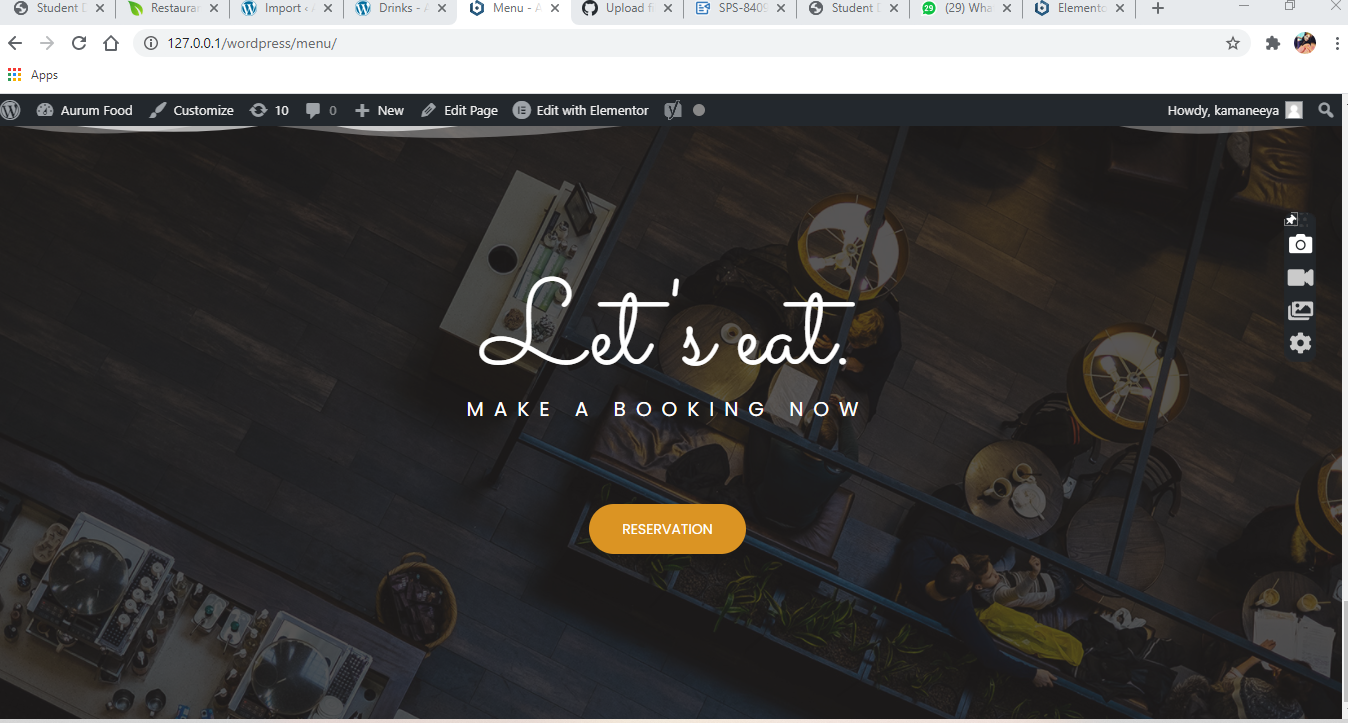 Student D
Restauran
Import ‹ A
Drinks - A
Menu - A
Upload fi
SPS-8409
Student D
29 (29) Wha
Elemento
127.0.0.1/wordpress/menu/
Apps
Aurum Food Customize 10 0 New Edit Page Edit with Elementor Howdy, kamaneeya
Let's eat.
MAKE A BOOKING NOW
RESERVATION